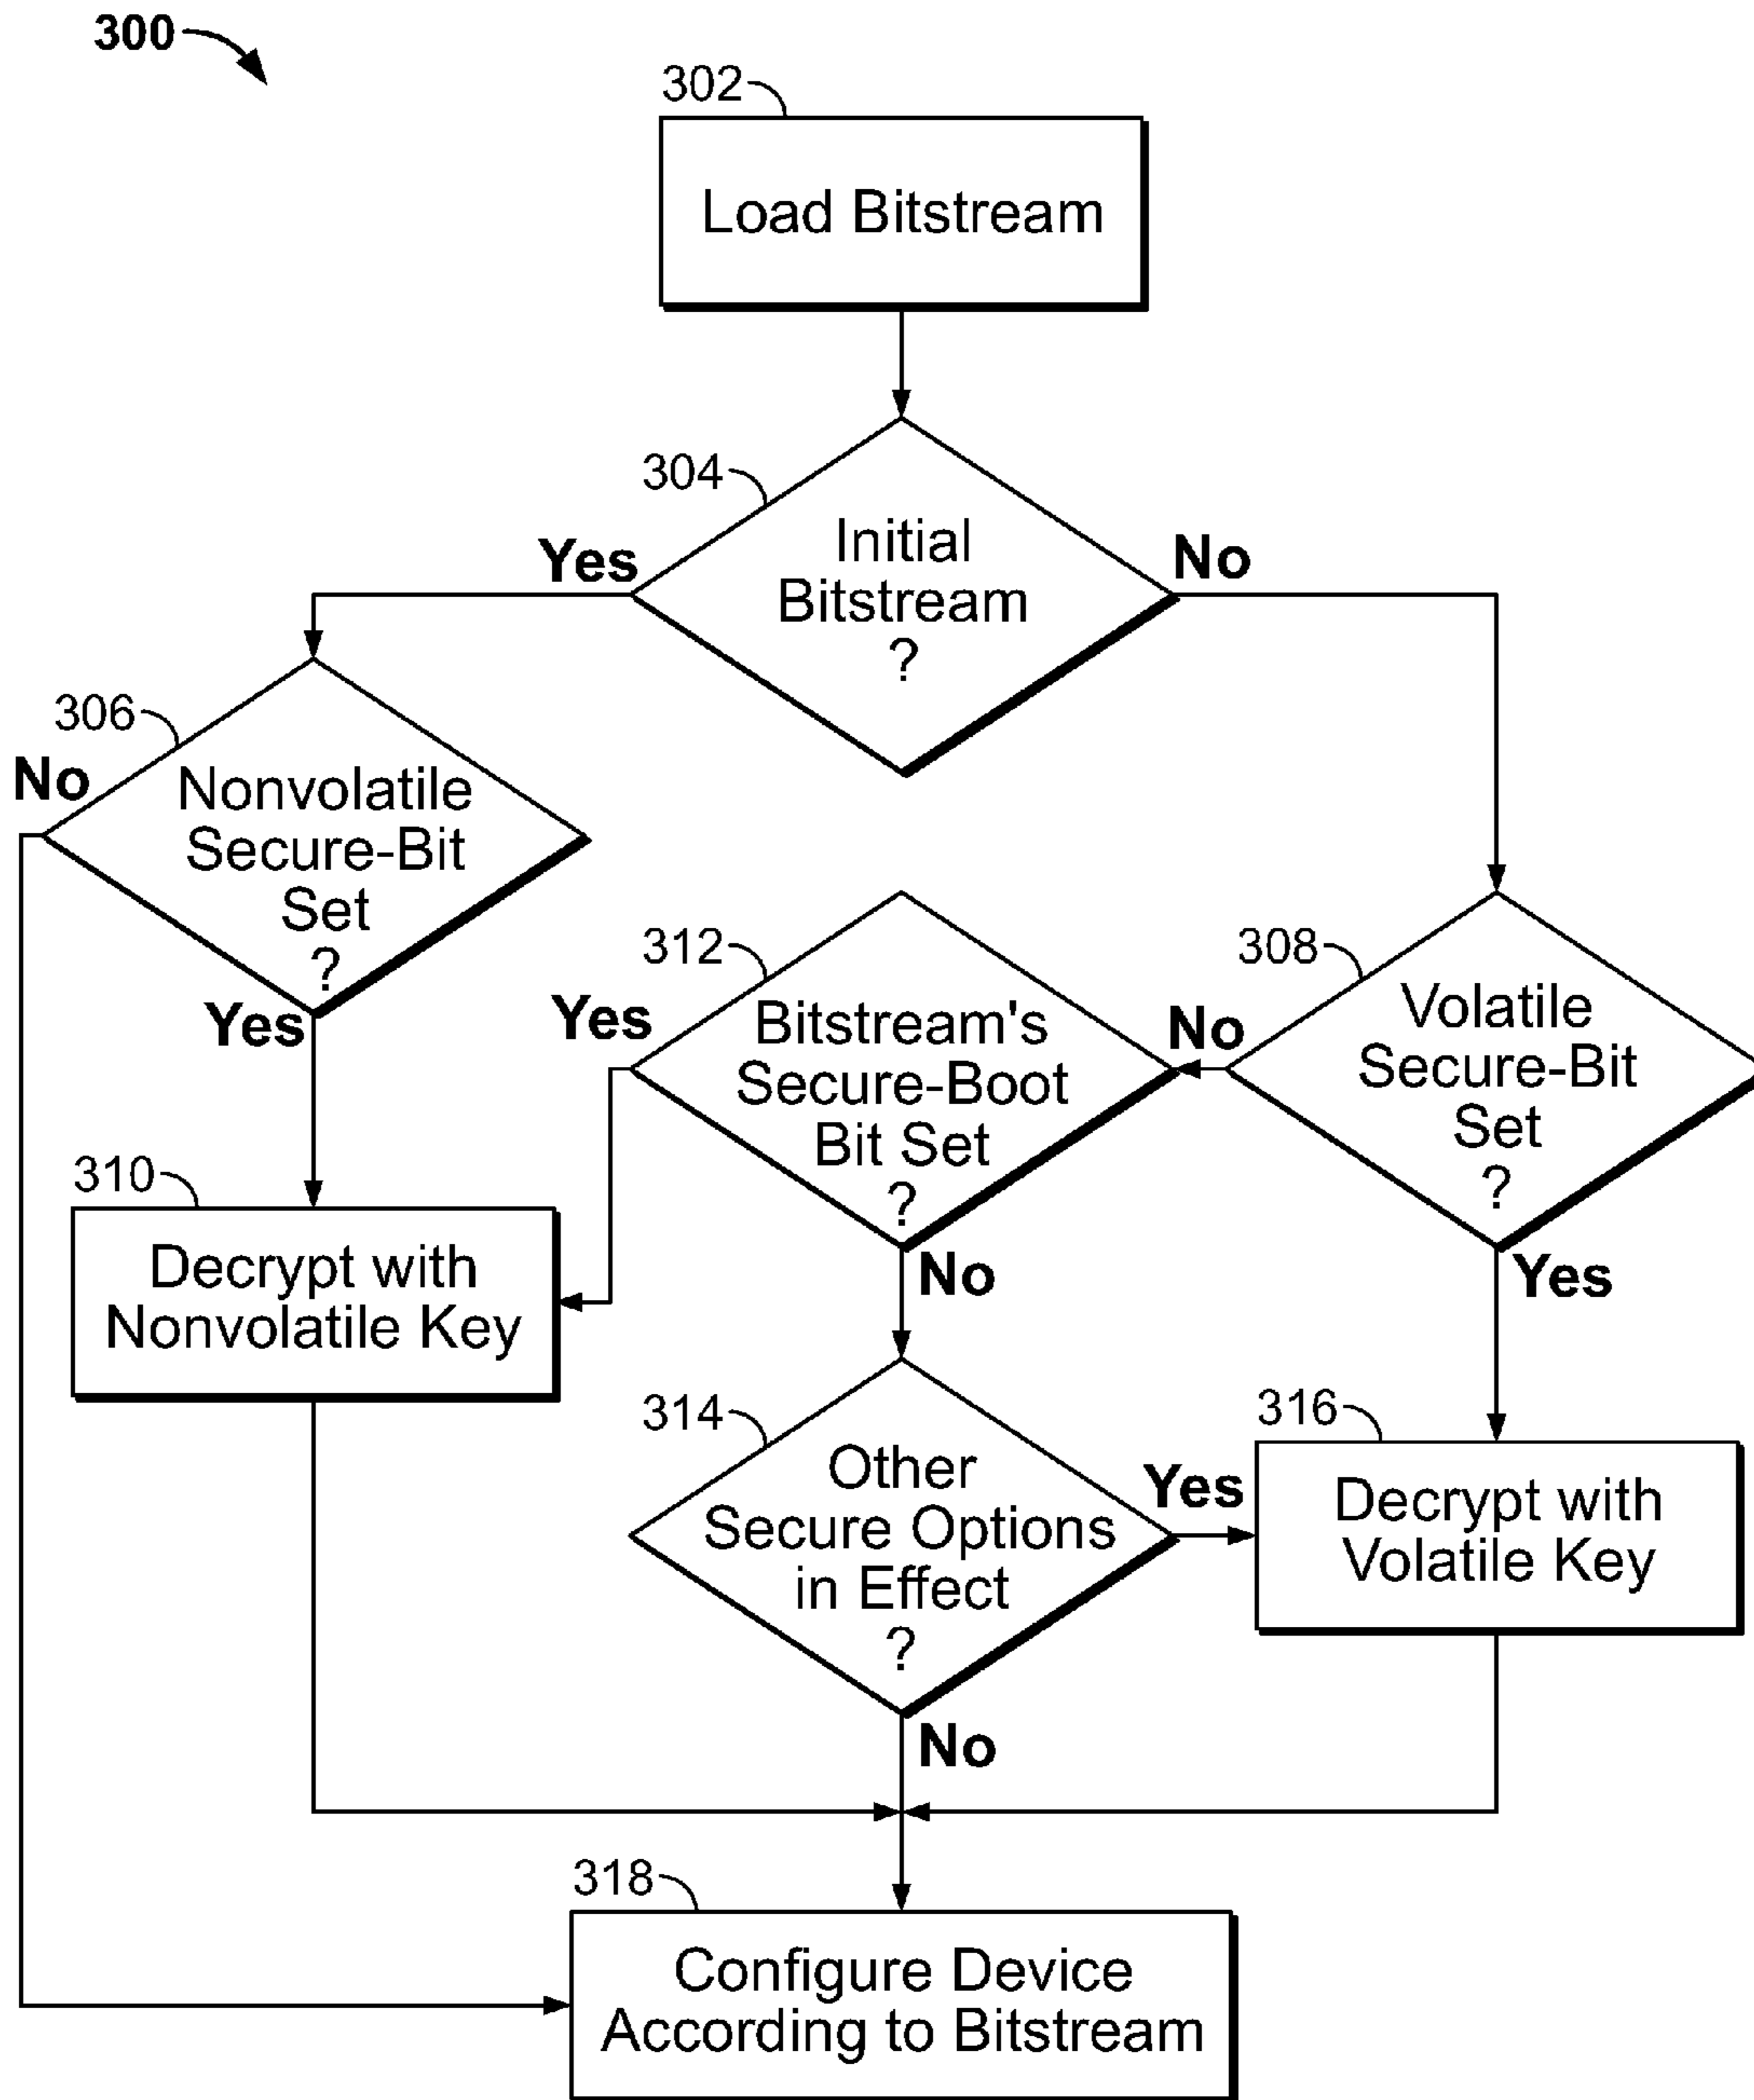 300
302
Load Bitstream
304
Initial
Bitstream
?
Yes
No
306
No
Nonvolatile
Secure-Bit
Set
?
Yes
312
Yes
Bitstream's
Secure-Boot
Bit Set
?
No
308
No
Volatile
Secure-Bit
Set
?
Yes
310
Decrypt with
Nonvolatile Key
314
Other
Secure Options
in Effect
?
Yes
No
316
Decrypt with
Volatile Key
318
Configure Device
According to Bitstream